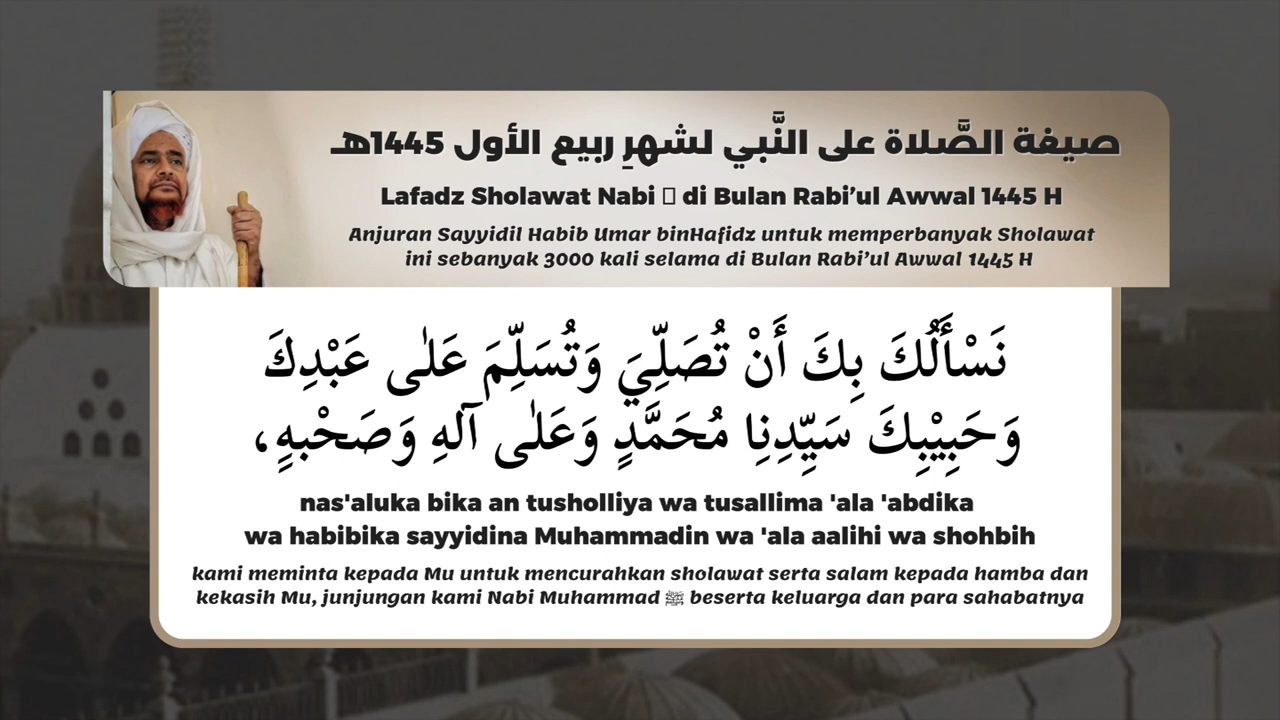 صيغة الصَّلاة على النَّبي لشهرِ ربيع الأول 1445هـ
Lafadz Sholawat Nabi ▯ di Bulan Rabi’ul Awwal 1445 H
Anjuran Sayyidil Habib Umar binHafidz untuk memperbanyak Sholawat
ini sebanyak 3000 kali selama di Bulan Rabi’ul Awwal 1445 H
نَسْأَلُكَ بِكَ أَنْ تُصَلِّيَ وَتُسَلِّمَ عَلٰى عَبْدِكَ
وَحَبِيْبِكَ سَيِّدِنِا مُحَمَّدٍ وَعَلٰى آلهِ وَصَحْبهِِ،
nas'aluka bika an tusholliya wa tusallima 'ala 'abdika
wa habibika sayyidina Muhammadin wa 'ala aalihi wa shohbih
kami meminta kepada Mu untuk mencurahkan sholawat serta salam kepada hamba dan
kekasih Mu, junjungan kami Nabi Muhammad ﷺ beserta keluarga dan para sahabatnya